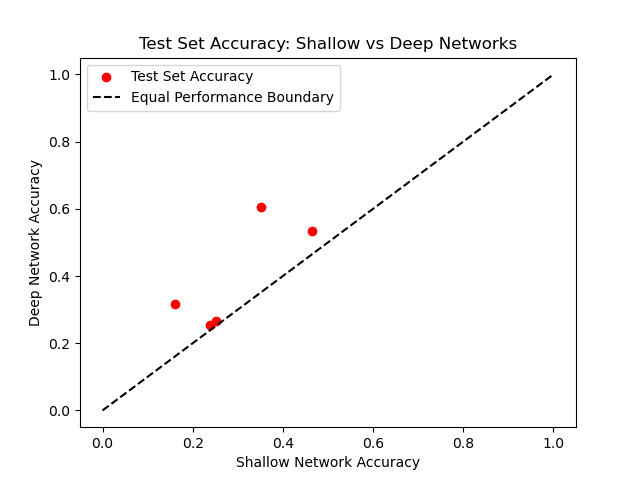 Test Set Accuracy: Shallow vs Deep Networks
Test Set Accuracy
Equal Performance Boundary
1.0
0.8
0.6
0.4
0.2
0.0
Deep Network Accuracy
0.0 0.2 0.4 0.6 0.8 1.0
Shallow Network Accuracy